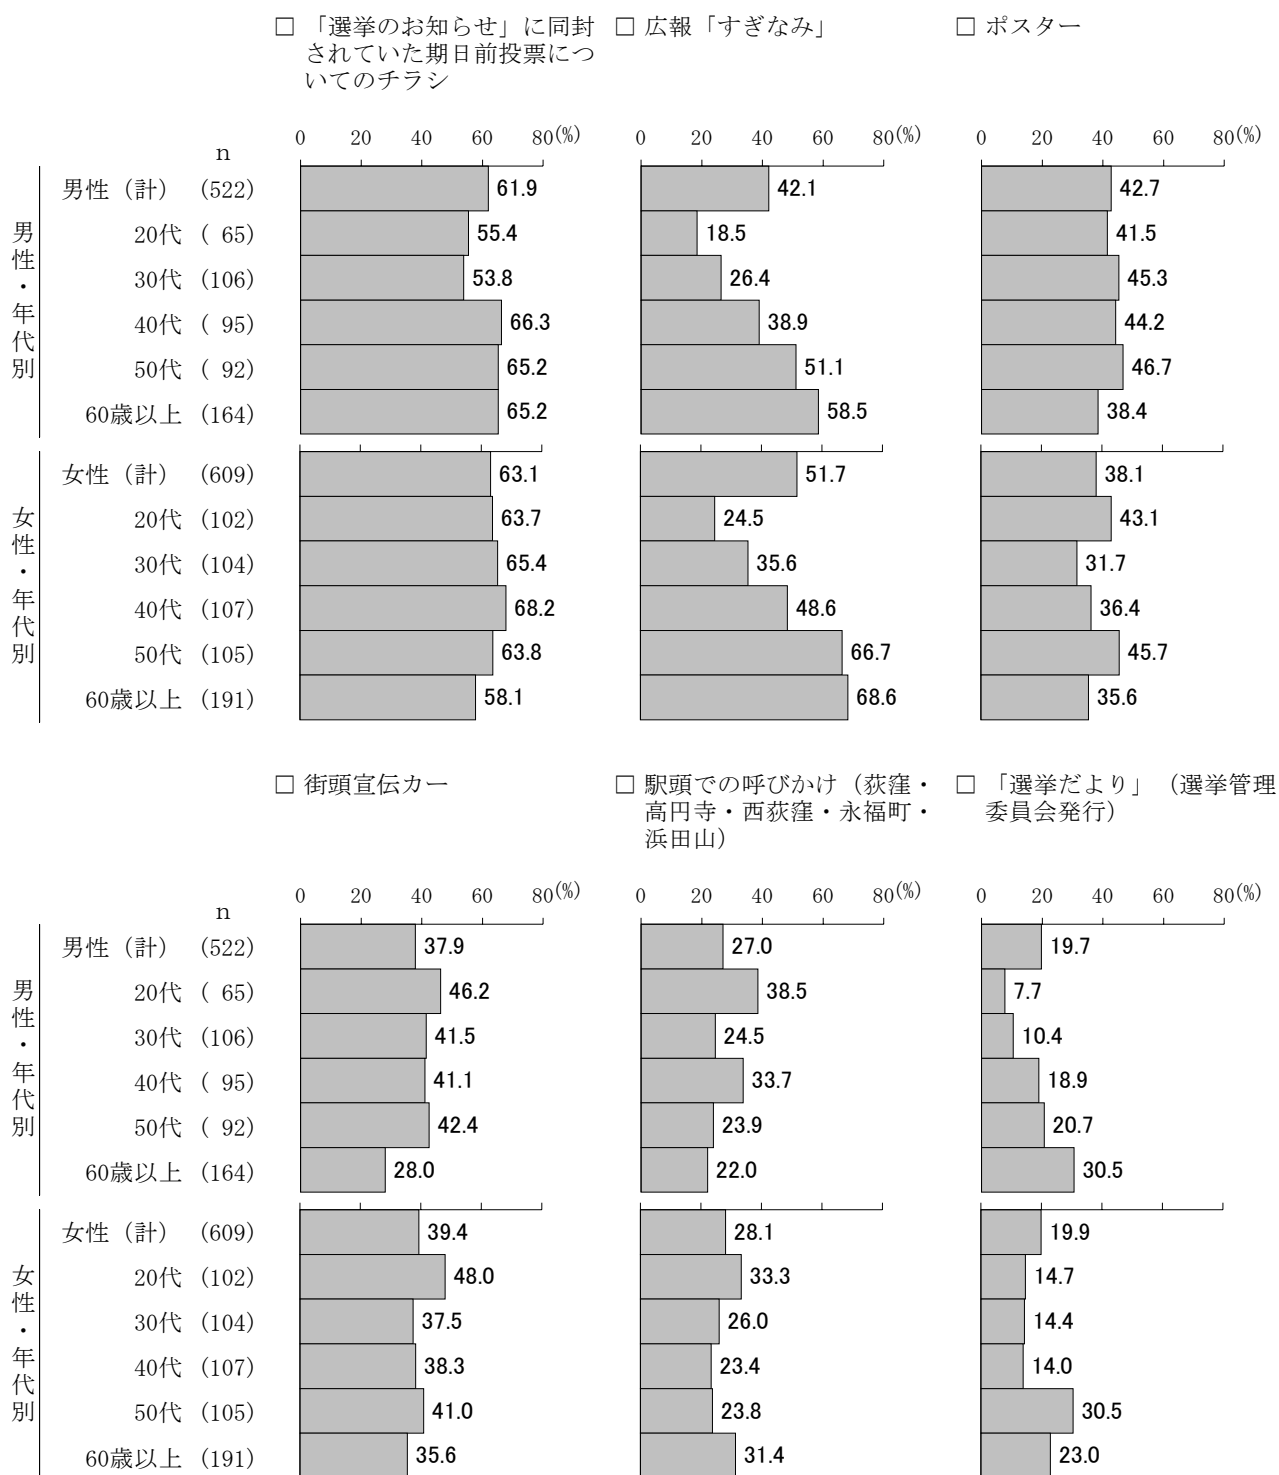 □ 「選挙のお知らせ」に同封
されていた期日前投票につ
いてのチラシ
□ 広報「すぎなみ」
□ ポスター
0 20 40 60 80(%)
0 20 40 60 80(%)
0 20 40 60 80(%)
n
男性・年代別
男性（計） (522) 61.9 42.1 42.7
20代 ( 65) 55.4 18.5 41.5
30代 (106) 53.8 26.4 45.3
40代 ( 95) 66.3 38.9 44.2
50代 ( 92) 65.2 51.1 46.7
60歳以上 (164) 65.2 58.5 38.4
女性・年代別
女性（計） (609) 63.1 51.7 38.1
20代 (102) 63.7 24.5 43.1
30代 (104) 65.4 35.6 31.7
40代 (107) 68.2 48.6 36.4
50代 (105) 63.8 66.7 45.7
60歳以上 (191) 58.1 68.6 35.6
□ 街頭宣伝カー
□ 駅頭での呼びかけ（荻窪・
高円寺・西荻窪・永福町・
浜田山）
□ 「選挙だより」（選挙管理
委員会発行）
0 20 40 60 80(%)
0 20 40 60 80(%)
0 20 40 60 80(%)
n
男性・年代別
男性（計） (522) 37.9 27.0 19.7
20代 ( 65) 46.2 38.5 7.7
30代 (106) 41.5 24.5 10.4
40代 ( 95) 41.1 33.7 18.9
50代 ( 92) 42.4 23.9 20.7
60歳以上 (164) 28.0 22.0 30.5
女性・年代別
女性（計） (609) 39.4 28.1 19.9
20代 (102) 48.0 33.3 14.7
30代 (104) 37.5 26.0 14.4
40代 (107) 38.3 23.4 14.0
50代 (105) 41.0 23.8 30.5
60歳以上 (191) 35.6 31.4 23.0